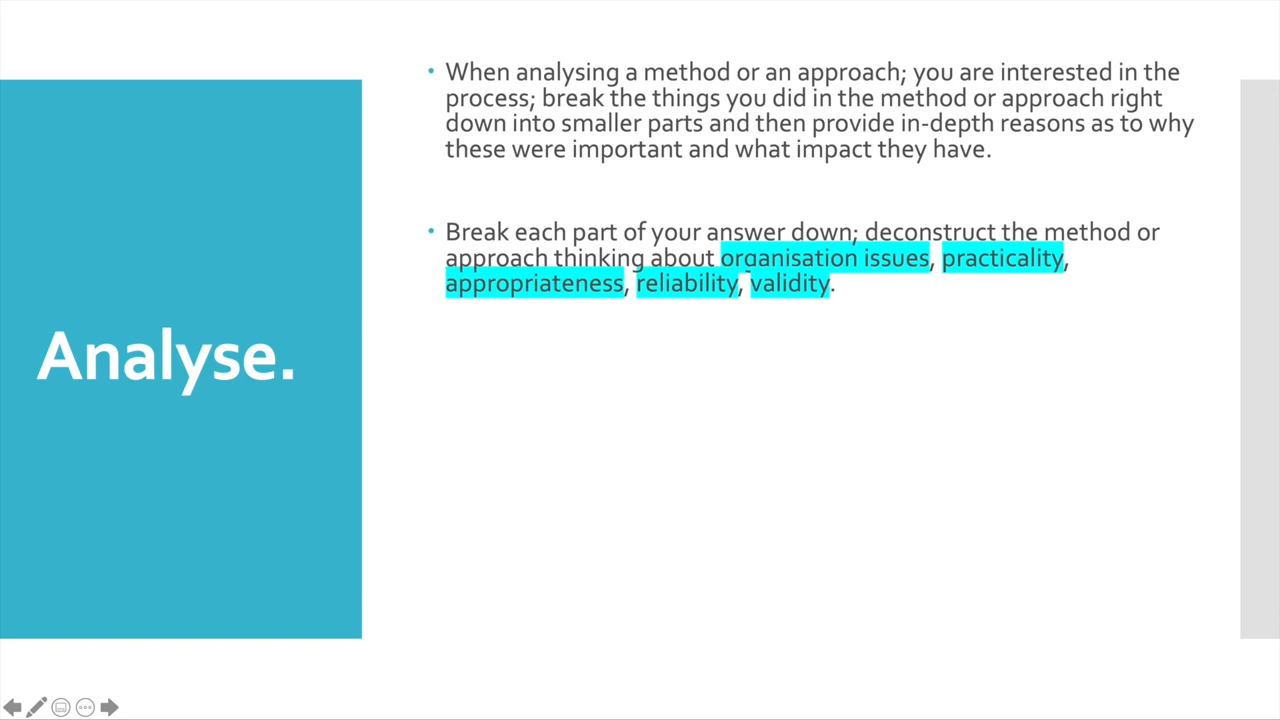 Analyse.
• When analysing a method or an approach; you are interested in the
process; break the things you did in the method or approach right
down into smaller parts and then provide in-depth reasons as to why
these were important and what impact they have.
• Break each part of your answer down; deconstruct the method or
approach thinking about organisation issues, practicality,
appropriateness, reliability, validity.